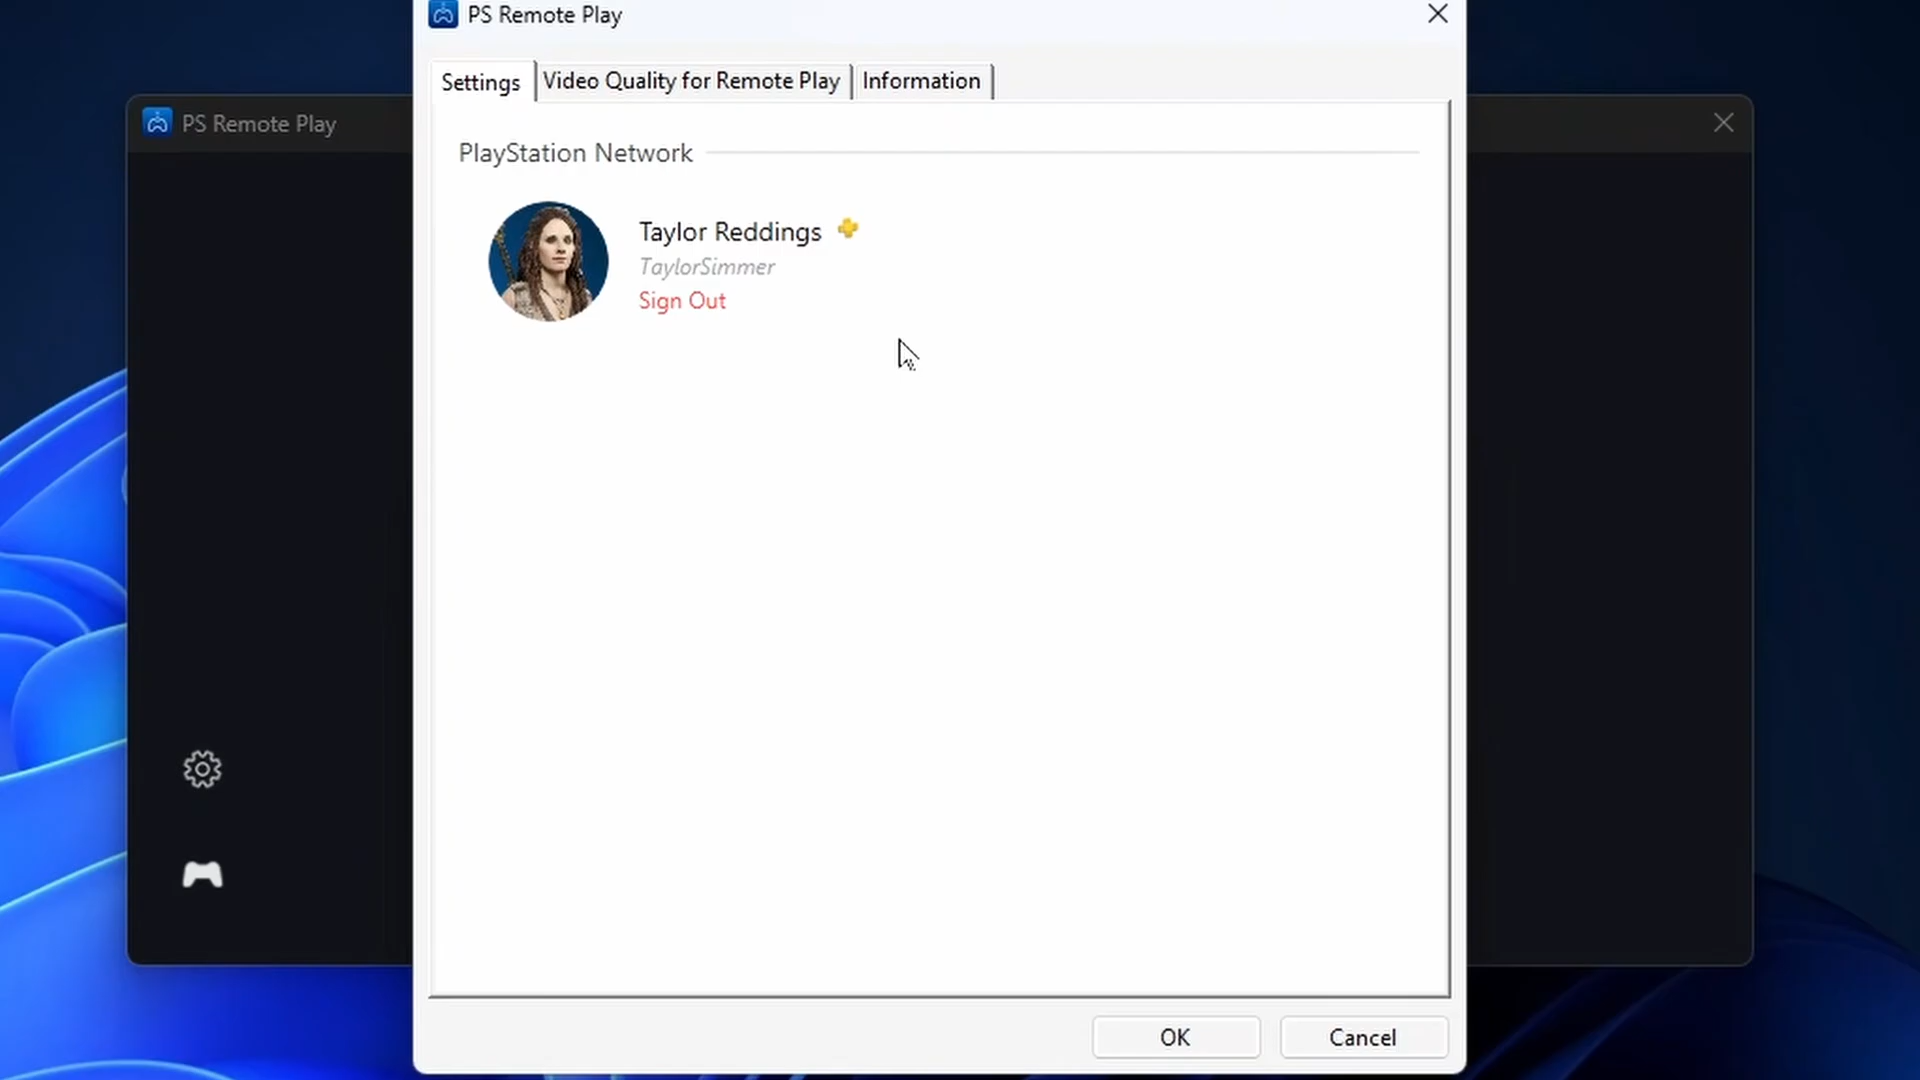 PS Remote Play
Settings
Video Quality for Remote Play
Information
PS Remote Play
PlayStation Network
Taylor Reddings
TaylorSimmer
Sign Out
OK
Cancel